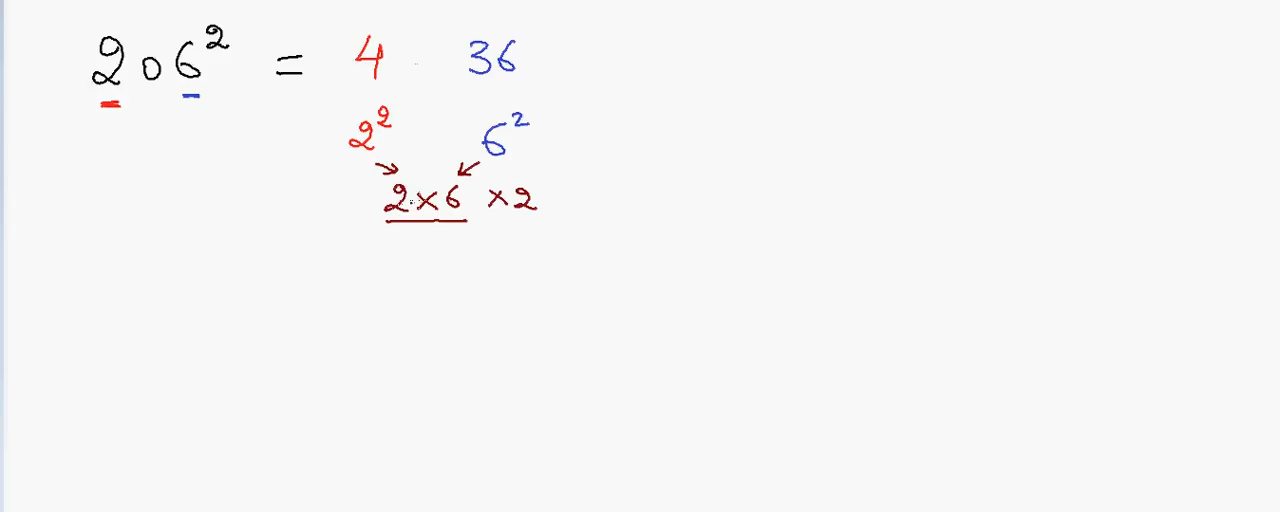 206² = 4 36
2² 6²
2×6 ×2